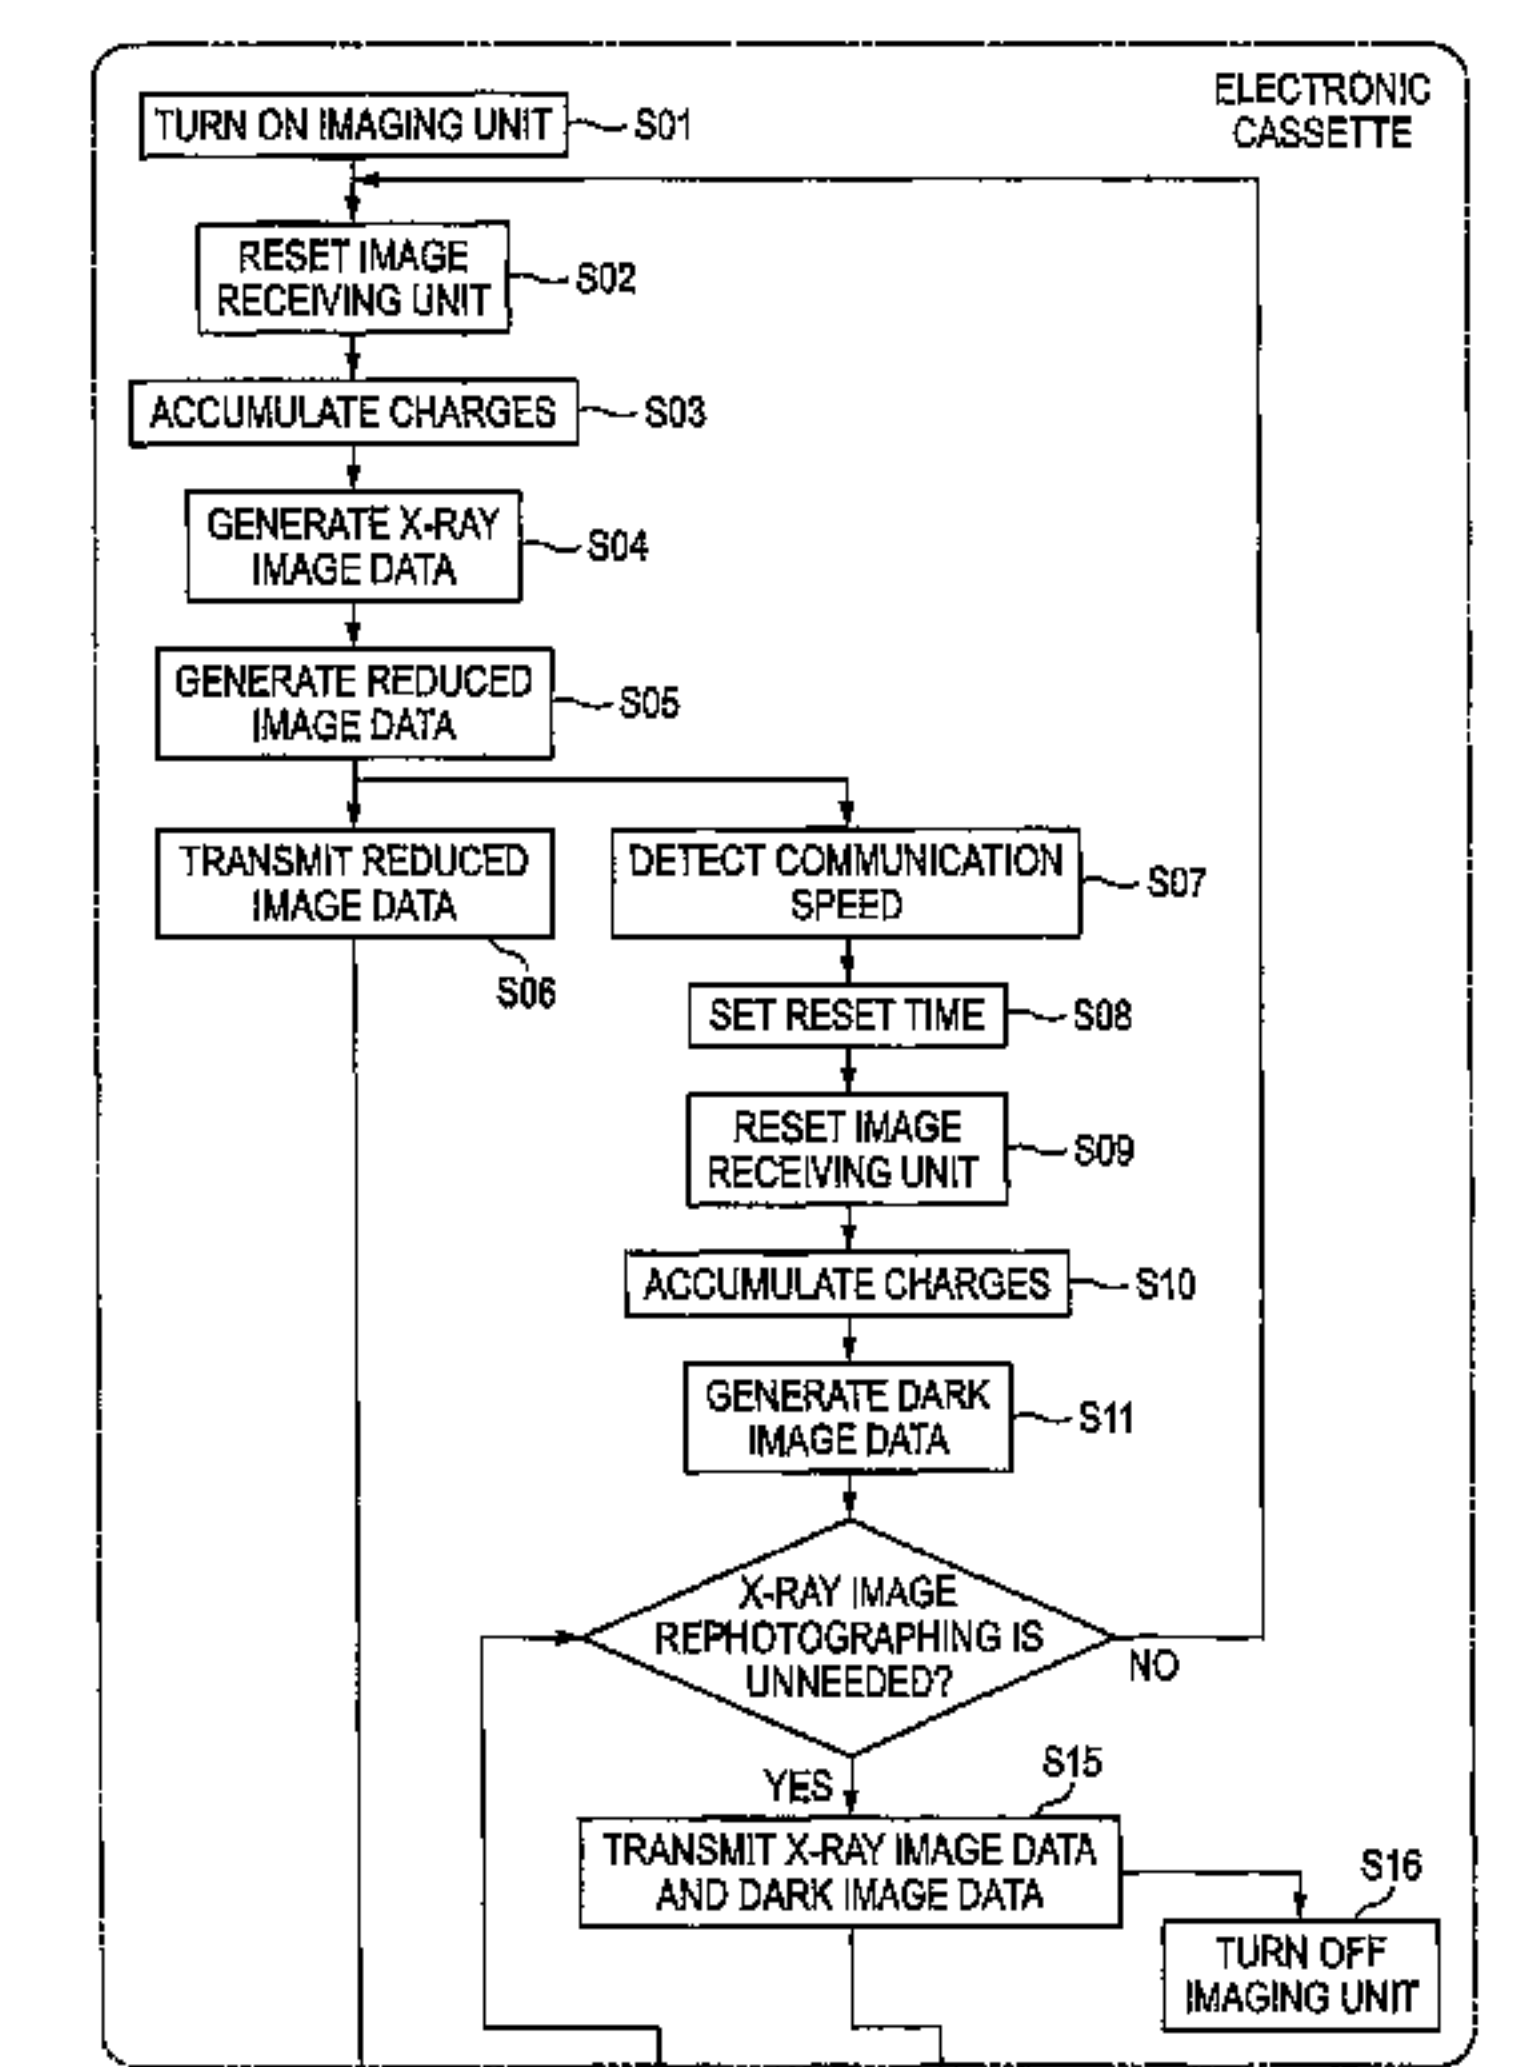 ELECTRONIC
CASSETTE
TURN ON IMAGING UNIT
S01
RESET IMAGE
RECEIVING UNIT
S02
ACCUMULATE CHARGES
S03
GENERATE X-RAY
IMAGE DATA
S04
GENERATE REDUCED
IMAGE DATA
S05
TRANSMIT REDUCED
IMAGE DATA
S06
DETECT COMMUNICATION
SPEED
S07
SET RESET TIME
S08
RESET IMAGE
RECEIVING UNIT
S09
ACCUMULATE CHARGES
S10
GENERATE DARK
IMAGE DATA
S11
X-RAY IMAGE
REPHOTOGRAPHING IS
UNNEEDED?
NO
YES
S15
TRANSMIT X-RAY IMAGE DATA
AND DARK IMAGE DATA
S16
TURN OFF
IMAGING UNIT